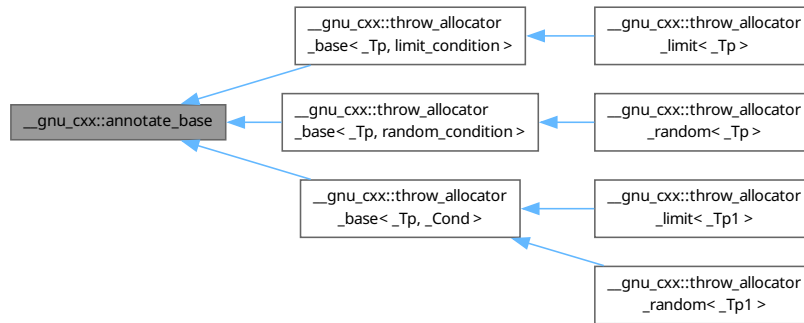 __gnu_cxx::throw_allocator
_base< _Tp, limit_condition >
__gnu_cxx::throw_allocator
_limit< _Tp >
__gnu_cxx::annotate_base
__gnu_cxx::throw_allocator
_base< _Tp, random_condition >
__gnu_cxx::throw_allocator
_random< _Tp >
__gnu_cxx::throw_allocator
_base< _Tp, _Cond >
__gnu_cxx::throw_allocator
_limit< _Tp1 >
__gnu_cxx::throw_allocator
_random< _Tp1 >